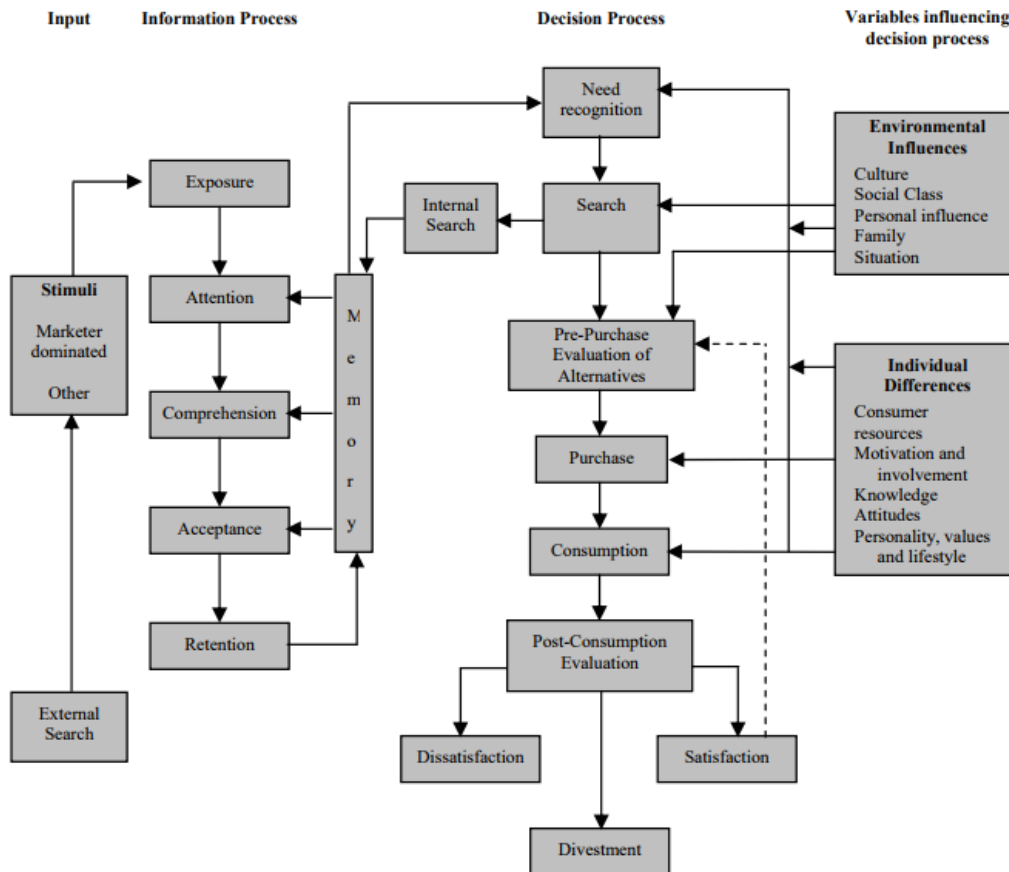 Input
Information Process
Decision Process
Variables influencing
decision process
Need
recognition
Environmental
Influences
Culture
Social Class
Personal influence
Family
Situation
Exposure
Internal
Search
Search
Stimuli
Marketer
dominated
Other
Attention
M
e
m
o
r
y
Pre-Purchase
Evaluation of
Alternatives
Individual
Differences
Consumer
resources
Motivation and
involvement
Knowledge
Attitudes
Personality, values
and lifestyle
Comprehension
Purchase
Acceptance
Consumption
Retention
Post-Consumption
Evaluation
External
Search
Dissatisfaction
Satisfaction
Divestment